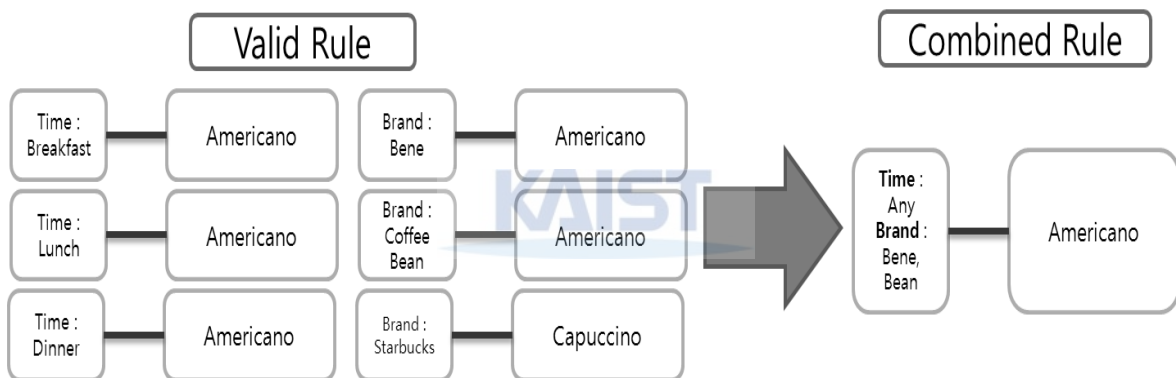 Valid Rule
Combined Rule
Time :
Breakfast
Americano
Brand :
Bene
Americano
Time :
Lunch
Americano
Brand :
Coffee
Bean
Americano
Time :
Dinner
Americano
Brand :
Starbucks
Capuccino
KAIST
Time :
Any
Brand :
Bene,
Bean
Americano